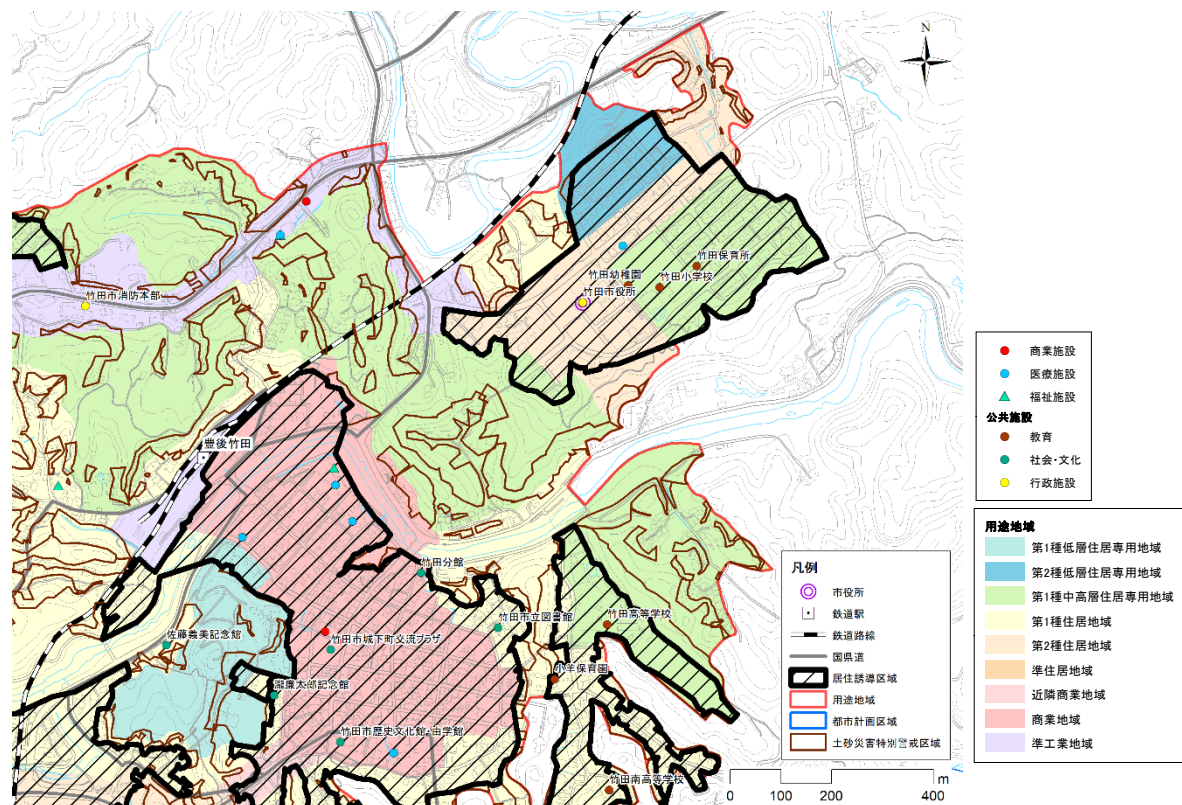 N
竹田保育所
竹田幼稚園
竹田小学校
竹田市役所
竹田市消防本部
豊後竹田
竹田分館
竹田市立図書館
竹田高等学校
佐藤義美記念館
竹田市城下町交流プラザ
小羊保育園
瀧廉太郎記念館
竹田市歴史文化館・由学館
竹田南高等学校
凡例
市役所
鉄道駅
鉄道路線
国県道
居住誘導区域
用途地域
都市計画区域
土砂災害特別警戒区域
m
0 100 200 400
商業施設
医療施設
福祉施設
公共施設
教育
社会・文化
行政施設
用途地域
第1種低層住居専用地域
第2種低層住居専用地域
第1種中高層住居専用地域
第1種住居地域
第2種住居地域
準住居地域
近隣商業地域
商業地域
準工業地域